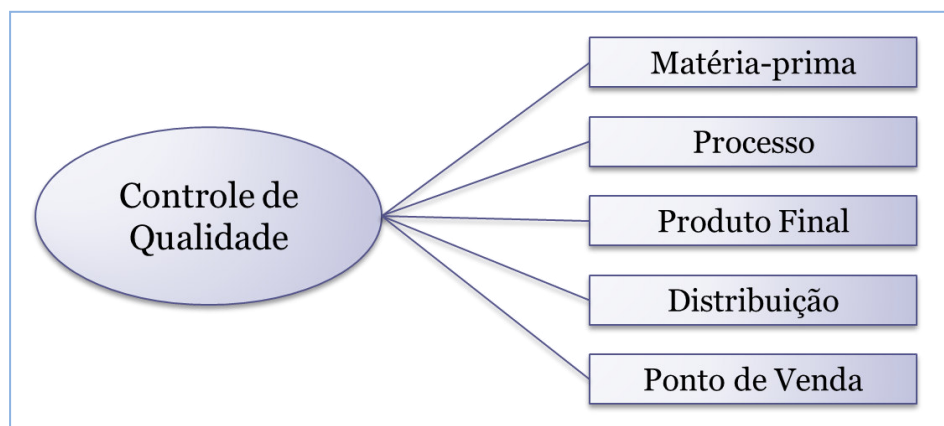 Controle de
Qualidade
Matéria-prima
Processo
Produto Final
Distribuição
Ponto de Venda